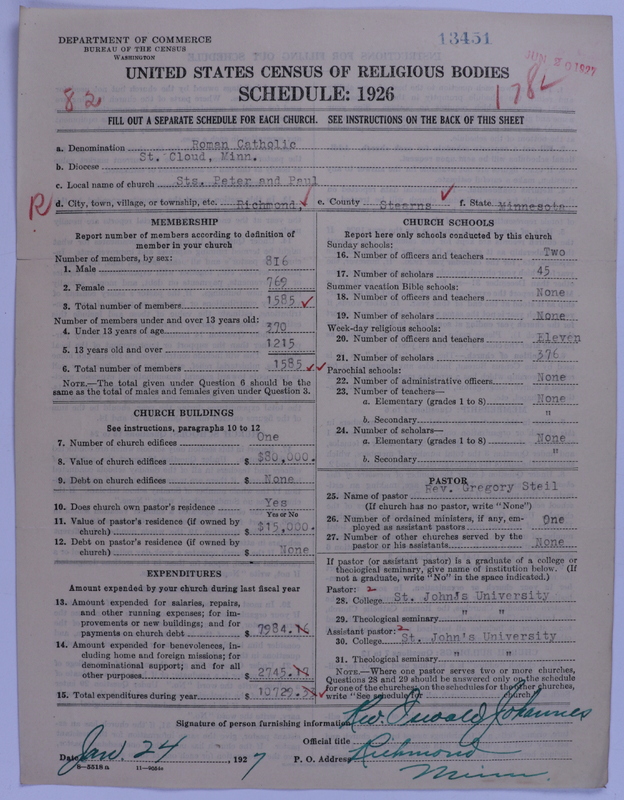 DEPARTMENT OF COMMERCE
BUREAU OF THE CENSUS
WASHINGTON
13451
UNITED STATES CENSUS OF RELIGIOUS BODIES
SCHEDULE: 1926
82
178
FILL OUT A SEPARATE SCHEDULE FOR EACH CHURCH. SEE INSTRUCTIONS ON THE BACK OF THIS SHEET
a. Denomination Roman Catholic
b. Diocese St. Cloud, Minn.
c. Local name of church Sts. Peter and Paul
R d. City, town, village, or township, etc. Richmond, e. County Stearns f. State Minnesota
MEMBERSHIP
Report number of members according to definition of
member in your church
Number of members, by sex:
1. Male 816
2. Female 769
3. Total number of members 1585
Number of members under and over 13 years old:
4. Under 13 years of age 370
5. 13 years old and over 1215
6. Total number of members 1585
NOTE.—The total given under Question 6 should be the
same as the total of males and females given under Question 3.
CHURCH BUILDINGS
See instructions, paragraphs 10 to 12
7. Number of church edifices One
8. Value of church edifices $ $80,000.
9. Debt on church edifices $ None
10. Does church own pastor's residence? Yes
Yes or No
11. Value of pastor's residence (if owned by
church) $ $15,000.
12. Debt on pastor's residence (if owned by
church) $ None
EXPENDITURES
Amount expended by your church during last fiscal year
13. Amount expended for salaries, repairs,
and other running expenses; for im-
provements or new buildings; and for
payments on church debt $ 7984.
14. Amount expended for benevolences, in-
cluding home and foreign missions; for
denominational support; and for all
other purposes $ 2745.
15. Total expenditures during year $ 10729.
CHURCH SCHOOLS
Report here only schools conducted by this church
Sunday schools:
16. Number of officers and teachers Two
17. Number of scholars 45
Summer vacation Bible schools:
18. Number of officers and teachers None
19. Number of scholars None
Week-day religious schools:
20. Number of officers and teachers Eleven
21. Number of scholars 376
Parochial schools:
22. Number of administrative officers None
23. Number of teachers—
a. Elementary (grades 1 to 8) None
b. Secondary "
24. Number of scholars—
a. Elementary (grades 1 to 8) None
b. Secondary "
PASTOR
25. Name of pastor Rev. Gregory Steil
(If church has no pastor, write "None")
26. Number of ordained ministers, if any, em-
ployed as assistant pastors One
27. Number of other churches served by the
pastor or his assistants None
If pastor (or assistant pastor) is a graduate of a college or
theological seminary, give name of institution below. (If
not a graduate, write "No" in the space indicated.)
Pastor: 2
28. College St. John's University
29. Theological seminary " "
Assistant pastor: 2
30. College St. John's University
31. Theological seminary " "
NOTE.—Where one pastor serves two or more churches,
Questions 28 and 29 should be answered only on the schedule
for one of the churches; on the schedules for the other churches,
write "See schedule for church."
Signature of person furnishing information Rev. Oswald Johannes
Official title
Date Jan. 24, 1927 P. O. Address Richmond
Minn.
8—5518a 11—9054c